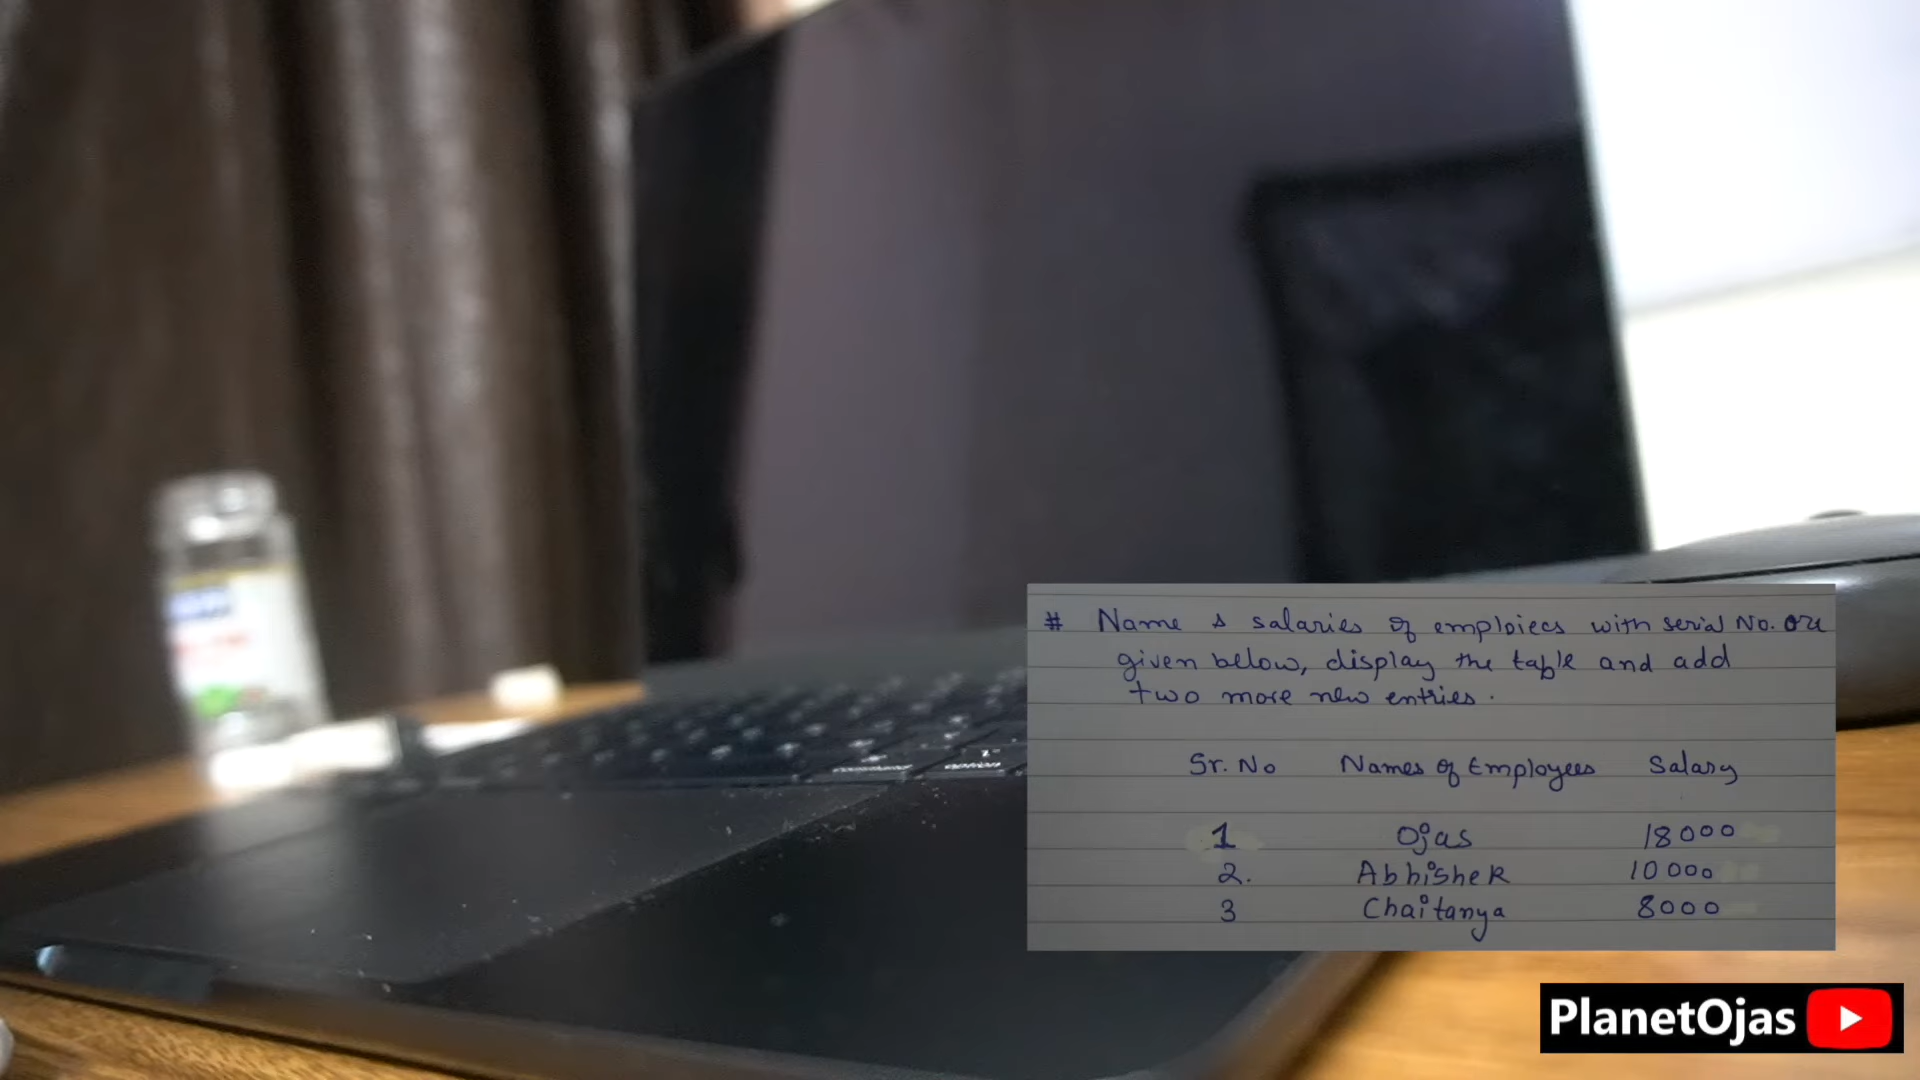 # Name & salaries of emploiees with serial No. are
given below, display the table and add
two more new entries.
Sr. No Names of Employees Salary
1 Ojas 18000
2. Abhishek 10000
3 Chaitanya 8000
PlanetOjas